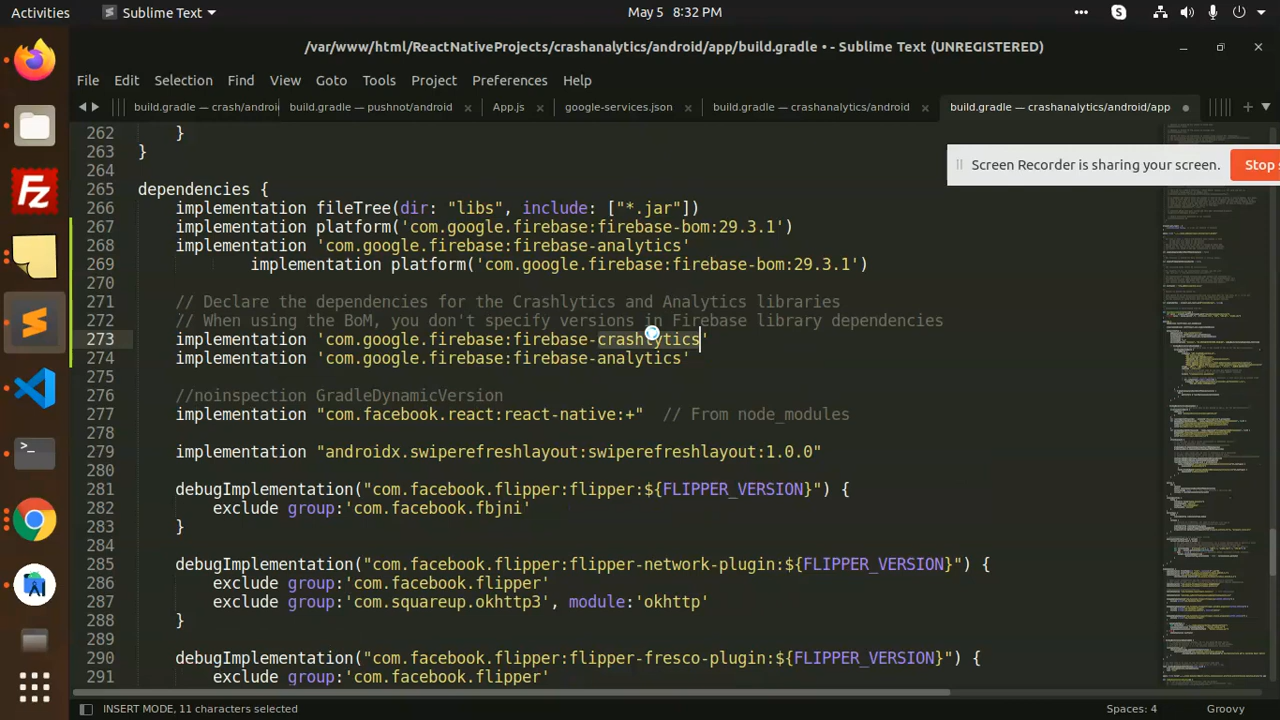 Activities
Sublime Text
May 5 8:32 PM
/var/www/html/ReactNativeProjects/crashanalytics/android/app/build.gradle • - Sublime Text (UNREGISTERED)
File Edit Selection Find View Goto Tools Project Preferences Help
build.gradle — crash/androi
build.gradle — pushnot/android
App.js
google-services.json
build.gradle — crashanalytics/android
build.gradle — crashanalytics/android/app
Screen Recorder is sharing your screen.
Stop s
262 }
263 }
264
265 dependencies {
266 implementation fileTree(dir: "libs", include: ["*.jar"])
267 implementation platform('com.google.firebase:firebase-bom:29.3.1')
268 implementation 'com.google.firebase:firebase-analytics'
269 implementation platform('com.google.firebase:firebase-bom:29.3.1')
270
271 // Declare the dependencies for the Crashlytics and Analytics libraries
272 // When using the BoM, you don't specify versions in Firebase library dependencies
273 implementation 'com.google.firebase:firebase-crashlytics'
274 implementation 'com.google.firebase:firebase-analytics'
275
276 //noinspection GradleDynamicVersion
277 implementation "com.facebook.react:react-native:+" // From node_modules
278
279 implementation "androidx.swiperefreshlayout:swiperefreshlayout:1.0.0"
280
281 debugImplementation("com.facebook.flipper:flipper:${FLIPPER_VERSION}") {
282 exclude group:'com.facebook.fbjni'
283 }
284
285 debugImplementation("com.facebook.flipper:flipper-network-plugin:${FLIPPER_VERSION}") {
286 exclude group:'com.facebook.flipper'
287 exclude group:'com.squareup.okhttp3', module:'okhttp'
288 }
289
290 debugImplementation("com.facebook.flipper:flipper-fresco-plugin:${FLIPPER_VERSION}") {
291 exclude group:'com.facebook.flipper'
INSERT MODE, 11 characters selected
Spaces: 4
Groovy